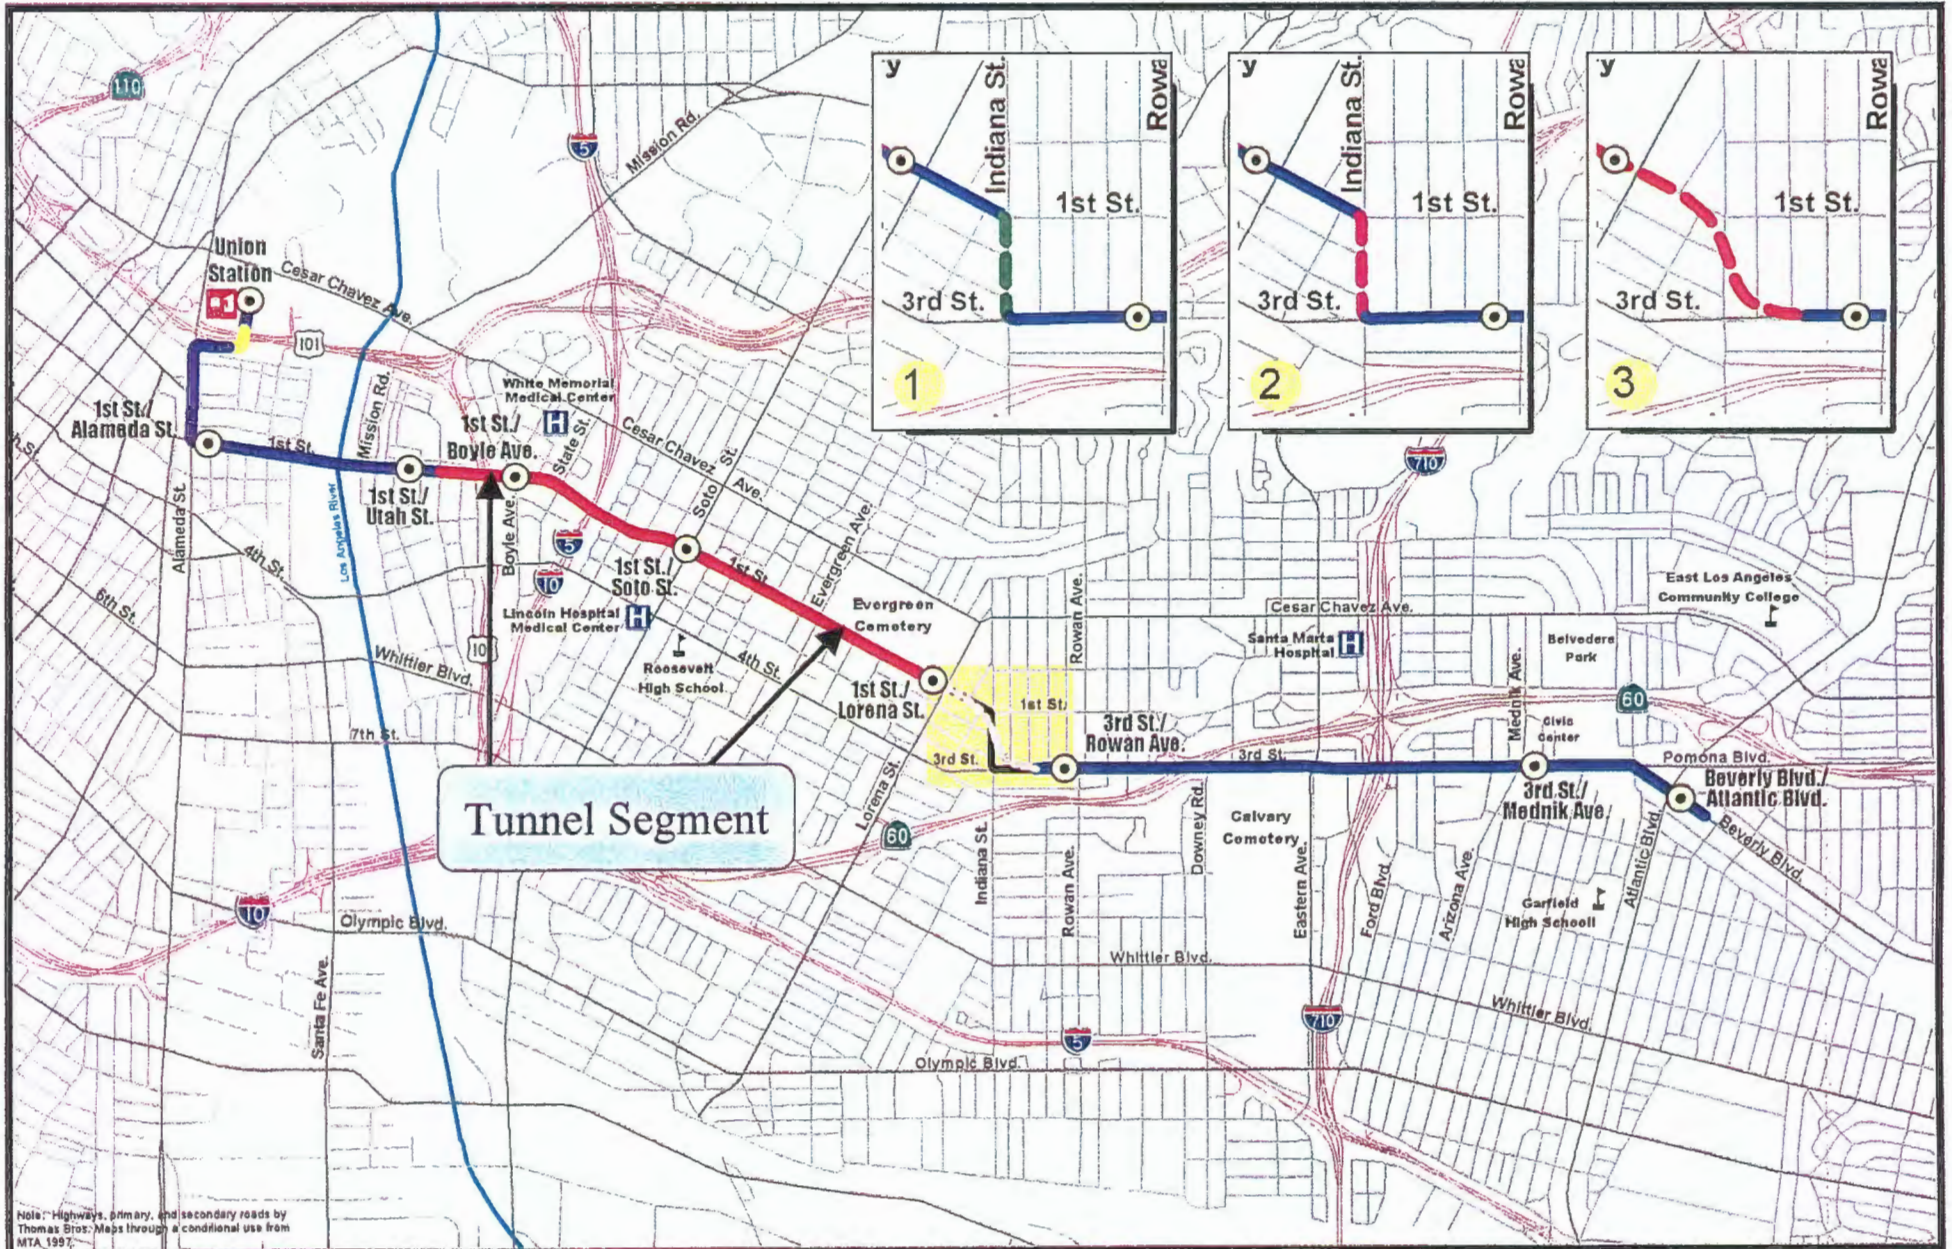 110
5
Mission Rd.
y
Indiana St.
Rowa
1st St.
3rd St.
1
y
Indiana St.
Rowa
1st St.
3rd St.
2
y
Rowa
1st St.
3rd St.
3
Union
Station
Cesar Chavez Ave.
101
1st St./
Alameda St.
1st St.
Mission Rd.
White Memorial
Medical Center
H
1st St./
Boyle Ave.
State St.
Cesar Chavez
Ave.
Soto St.
710
1st St./
Utah St.
Los Angeles River
Alameda St.
4th St.
Boyle Ave.
5
10
1st St./
Soto St.
1st St.
Evergreen Ave.
Evergreen
Cemetery
6th St.
Lincoln Hospital
Medical Center
H
Roosevelt
High School
4th St.
Whittier Blvd.
10
7th St.
1st St./
Lorena St.
1st St.
3rd St.
Rowan Ave.
Cesar Chavez Ave.
East Los Angeles
Community College
Santa Marta
Hospital
H
Belvedere
Park
Mednik Ave.
60
Civic
Center
3rd St./
Rowan Ave.
3rd St.
Pomona Blvd.
Beverly Blvd./
Atlantic Blvd.
3rd St./
Mednik Ave.
Beverly Blvd.
Tunnel Segment
Lorena St.
60
Indiana St.
Rowan Ave.
Downey Rd.
Calvary
Cemetery
Eastern Ave.
Ford Blvd.
Arizona Ave.
Garfield
High Schooll
Atlantic Blvd.
10
Olympic Blvd.
Santa Fe Ave.
Whittier Blvd.
Whittier Blvd.
710
5
Olympic Blvd.
Note: Highways, primary, and secondary roads by
Thomas Bros. Maps through a conditional use from
MTA 1997.